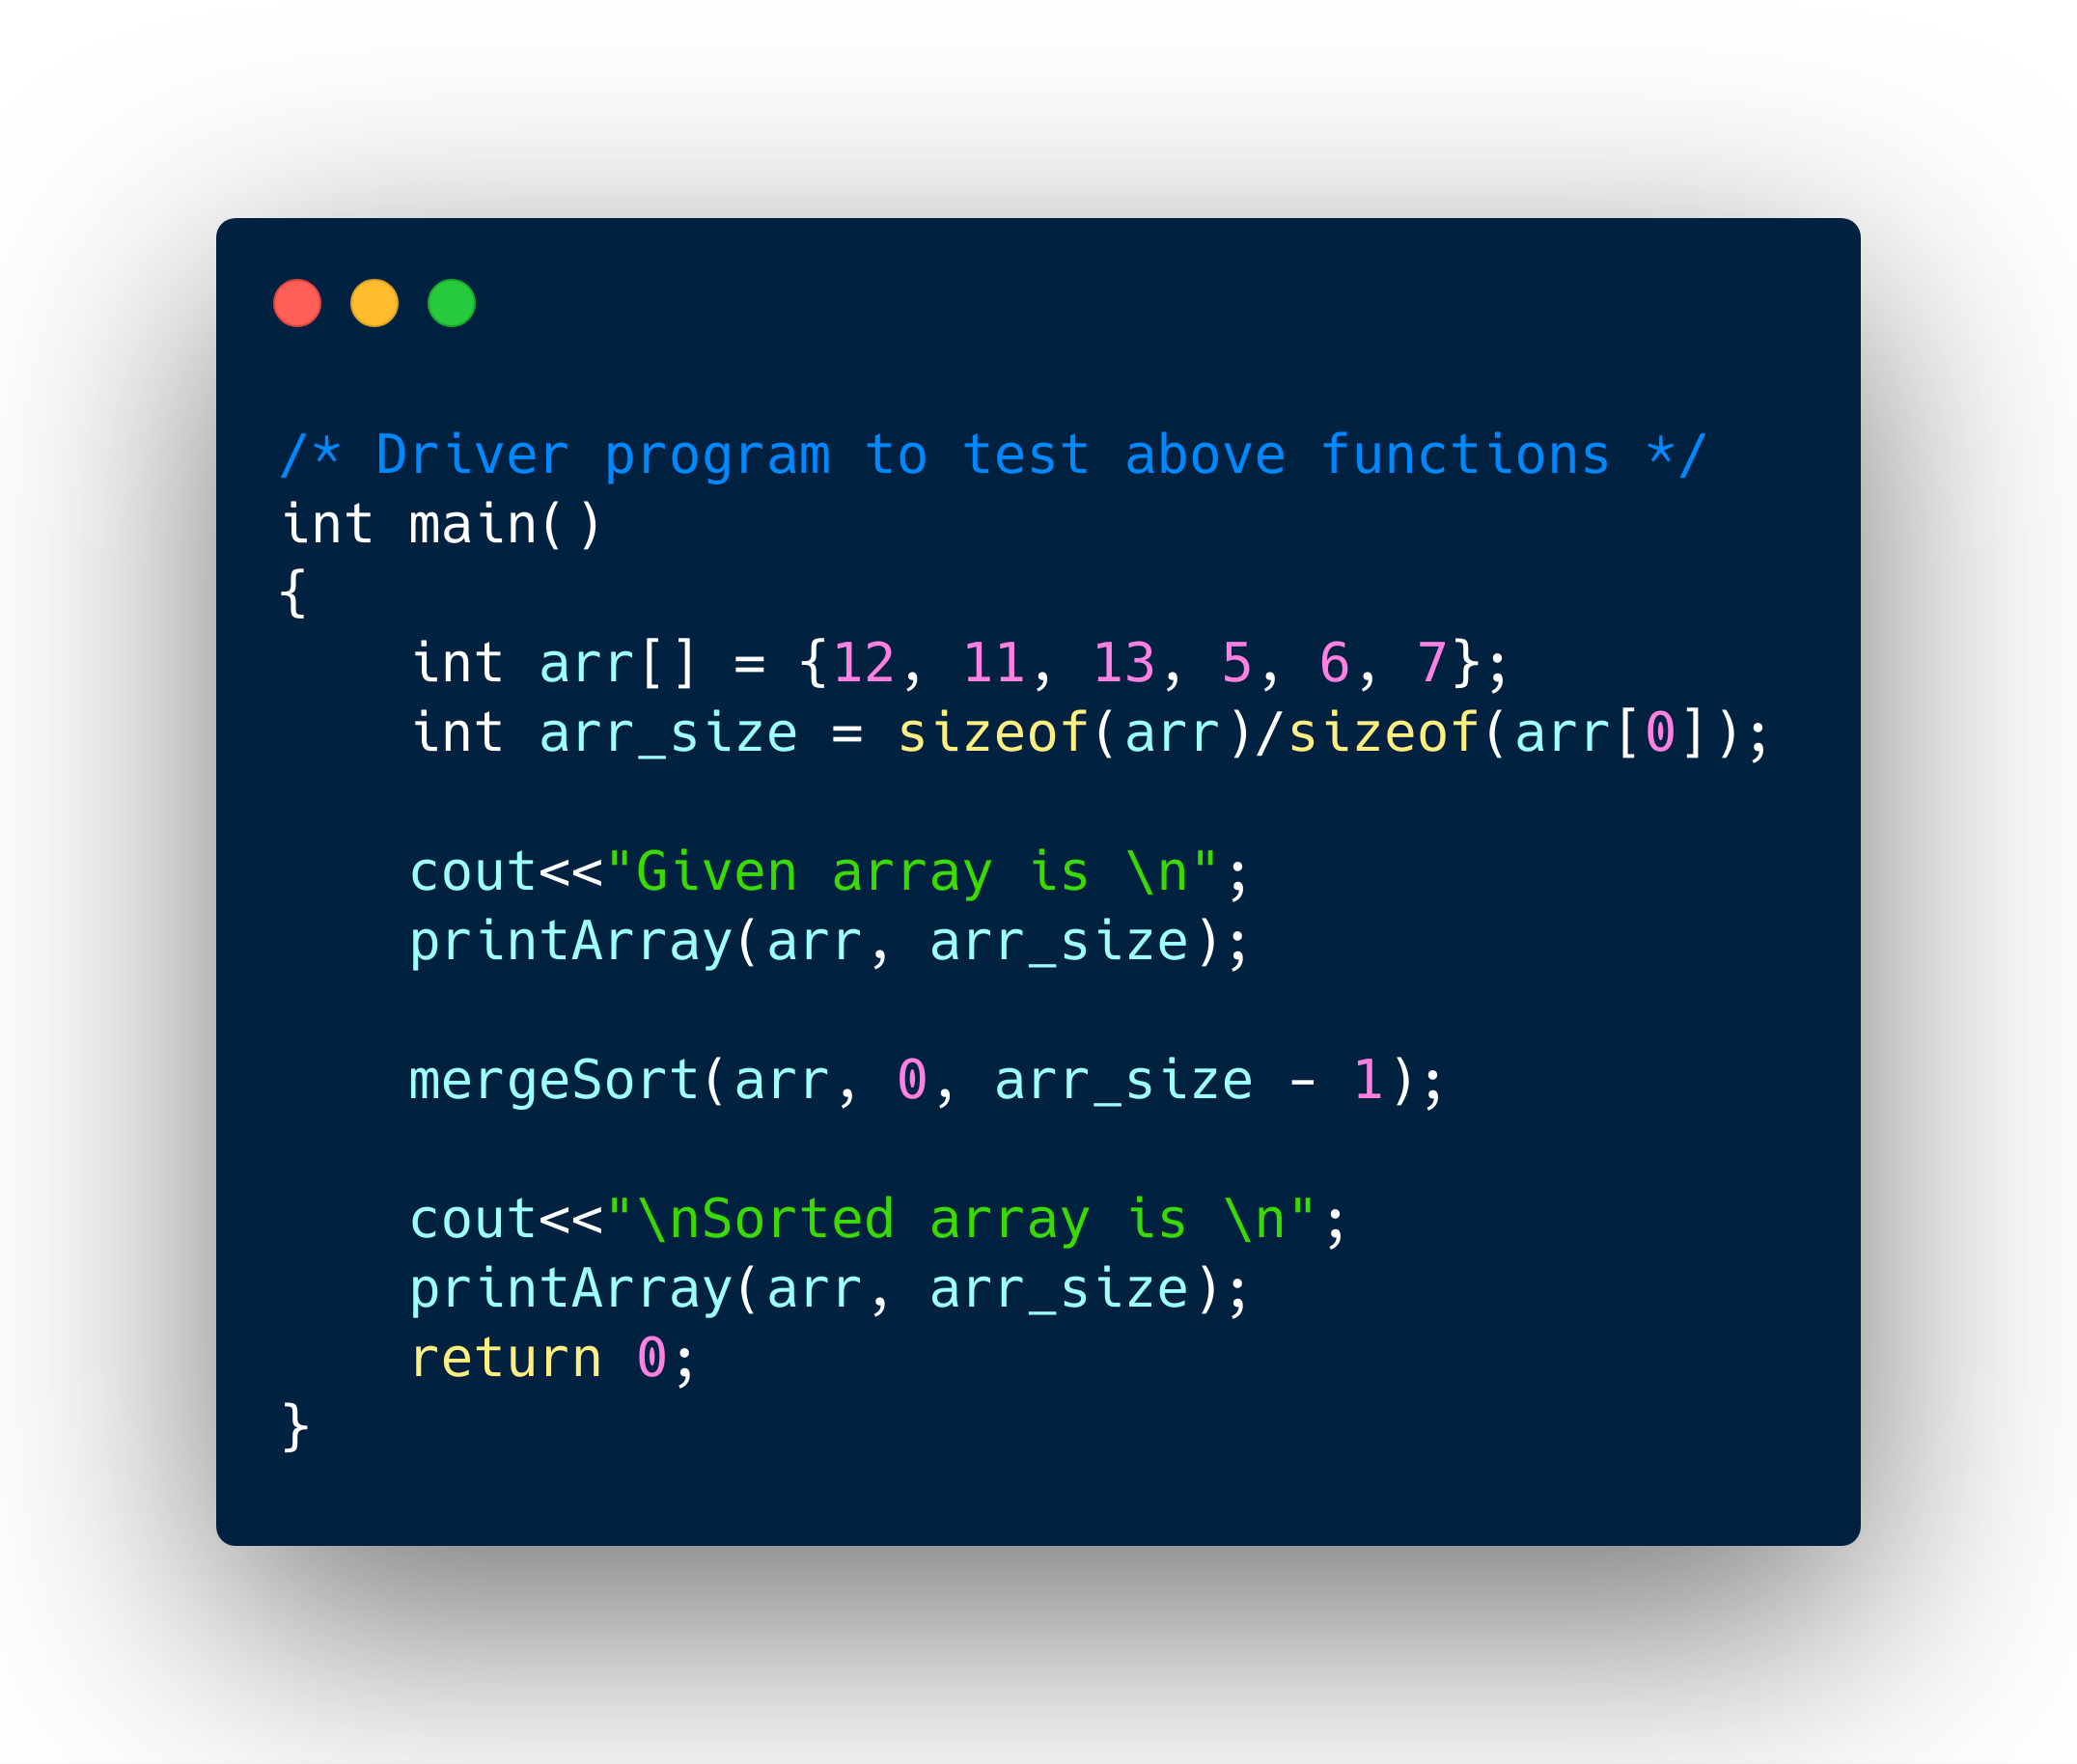 /* Driver program to test above functions */
int main()
{
    int arr[] = {12, 11, 13, 5, 6, 7};
    int arr_size = sizeof(arr)/sizeof(arr[0]);

    cout<<"Given array is \n";
    printArray(arr, arr_size);

    mergeSort(arr, 0, arr_size - 1);

    cout<<"\nSorted array is \n";
    printArray(arr, arr_size);
    return 0;
}